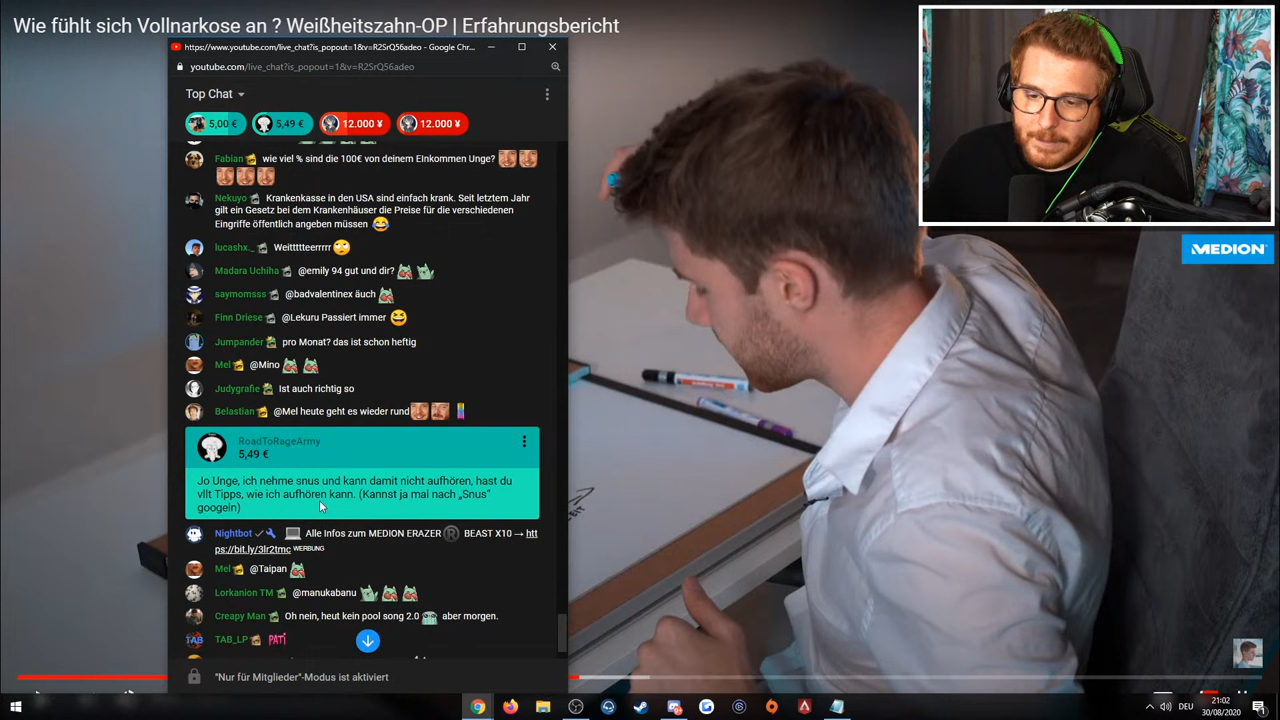 Wie fühlt sich Vollnarkose an ? Weißheitszahn-OP | Erfahrungsbericht
https://www.youtube.com/live_chat?is_popout=1&v=R2SrQ56adeo - Google Chr...
youtube.com/live_chat?is_popout=1&v=R2SrQ56adeo
Top Chat
5,00 € 5,49 € 12.000 ¥ 12.000 ¥
Fabian wie viel % sind die 100€ von deinem EInkommen Unge?
Nekuyo Krankenkasse in den USA sind einfach krank. Seit letztem Jahr
gilt ein Gesetz bei dem Krankenhäuser die Preise für die verschiedenen
Eingriffe öffentlich angeben müssen
lucashx._ Weittttteerrrrr
Madara Uchiha @emily 94 gut und dir?
saymomsss @badvalentinex äuch
Finn Driese @Lekuru Passiert immer
Jumpander pro Monat? das ist schon heftig
Mel @Mino
Judygrafie Ist auch richtig so
Belastian @Mel heute geht es wieder rund
RoadToRageArmy
5,49 €
Jo Unge, ich nehme snus und kann damit nicht aufhören, hast du
vllt Tipps, wie ich aufhören kann. (Kannst ja mal nach „Snus“
googeln)
Nightbot Alle Infos zum MEDION ERAZER ® BEAST X10 → htt
ps://bit.ly/3lr2tmc WERBUNG
Mel @Taipan
Lorkanion TM @manukabanu
Creapy Man Oh nein, heut kein pool song 2.0 aber morgen.
TAB_LP PATI
"Nur für Mitglieder"-Modus ist aktiviert
MEDION
DEU
21:02
30/08/2020